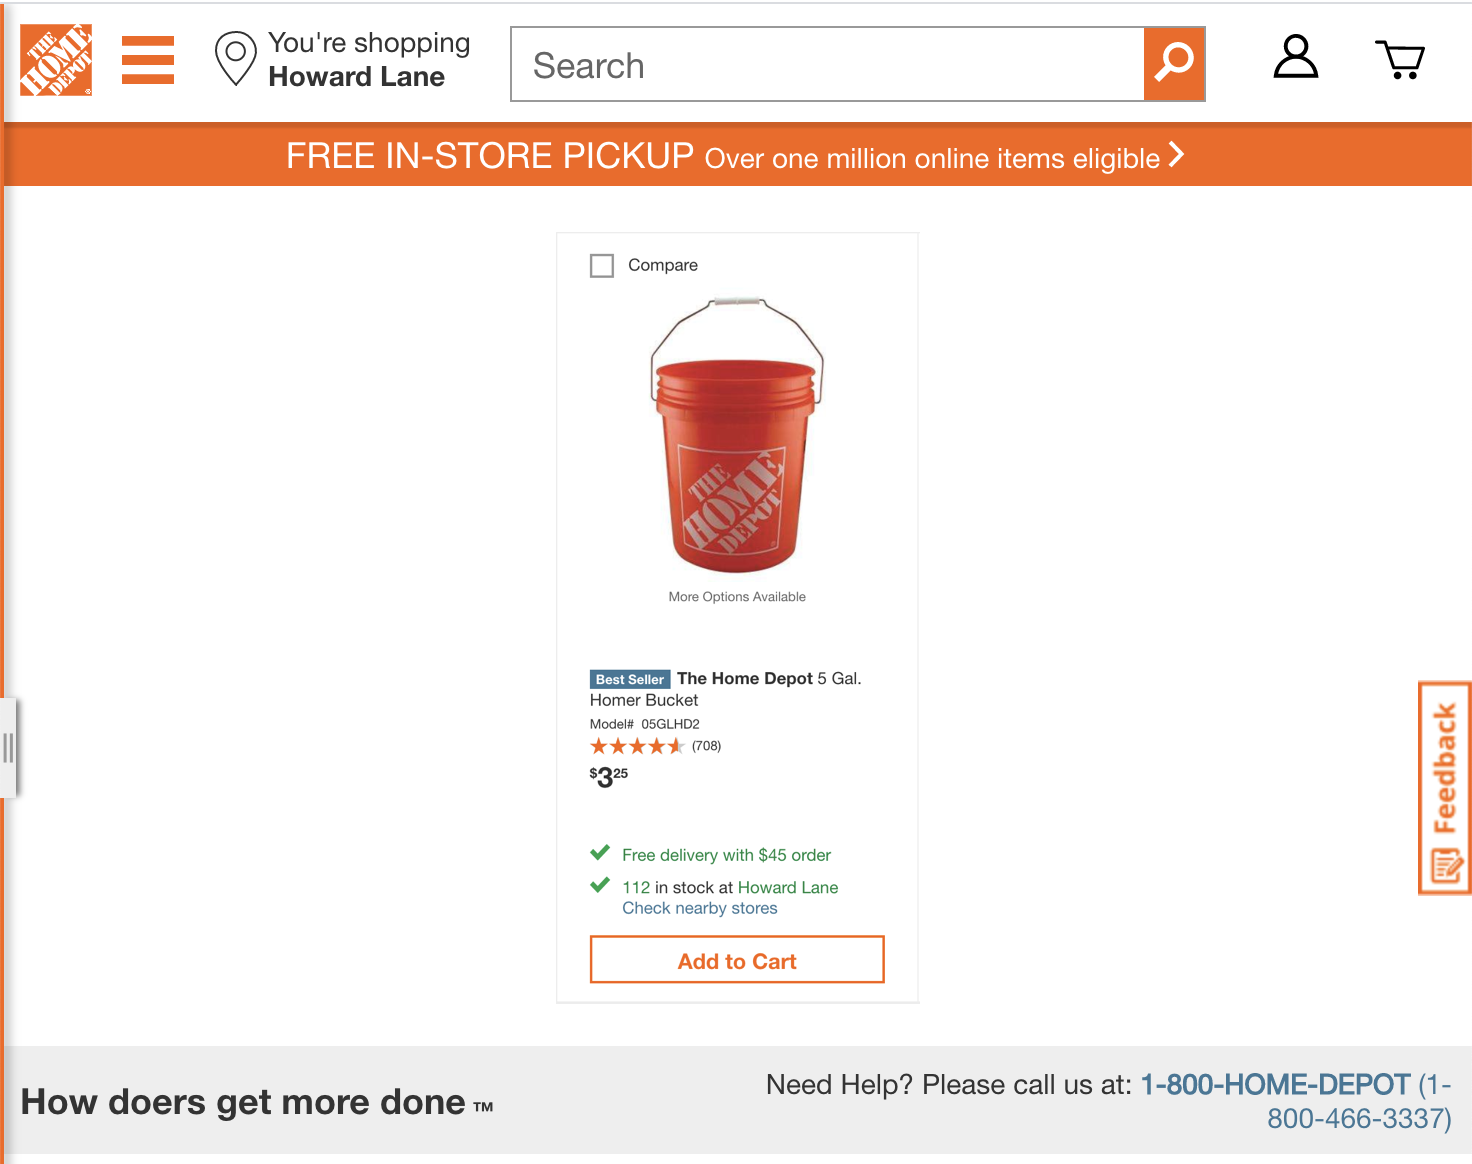 THE
HOME
DEPOT
You're shopping
Howard Lane
Search
FREE IN-STORE PICKUP Over one million online items eligible
Compare
THE
HOME
DEPOT
More Options Available
Best Seller The Home Depot 5 Gal.
Homer Bucket
Model# 05GLHD2
(708)
$3 25
Free delivery with $45 order
112 in stock at Howard Lane
Check nearby stores
Add to Cart
Feedback
How doers get more done ™
Need Help? Please call us at: 1-800-HOME-DEPOT (1-
800-466-3337)